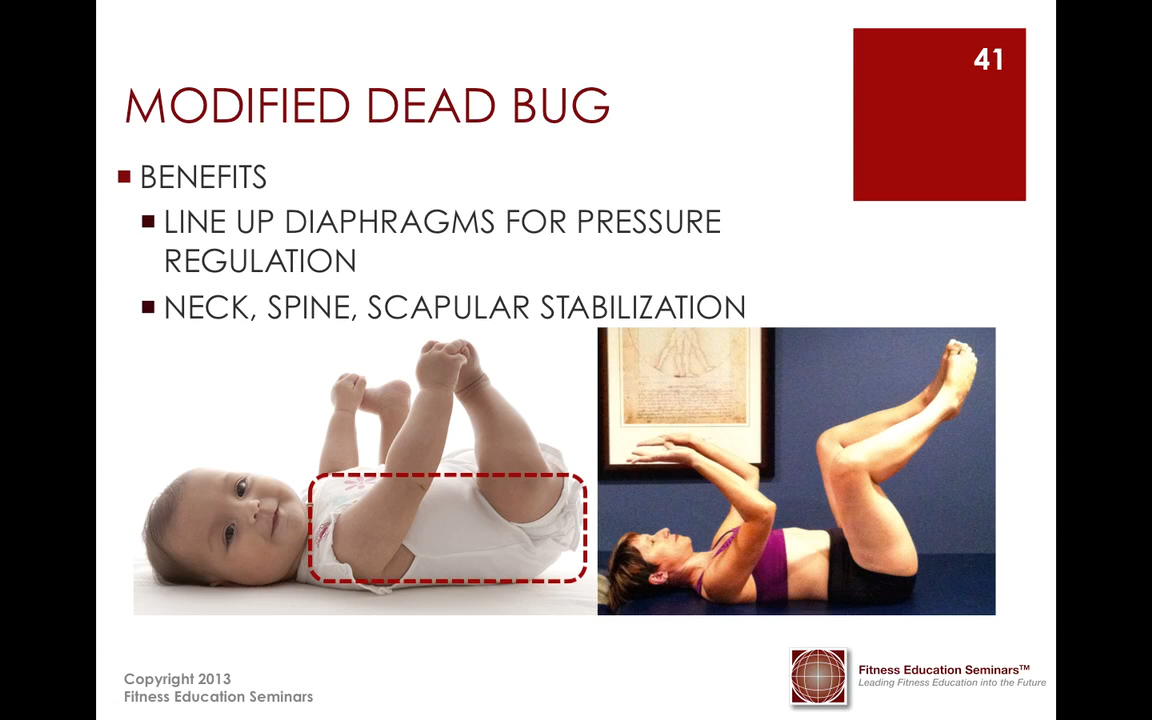 41
MODIFIED DEAD BUG
BENEFITS
LINE UP DIAPHRAGMS FOR PRESSURE
REGULATION
NECK, SPINE, SCAPULAR STABILIZATION
Copyright 2013
Fitness Education Seminars
Fitness Education Seminars™
Leading Fitness Education into the Future